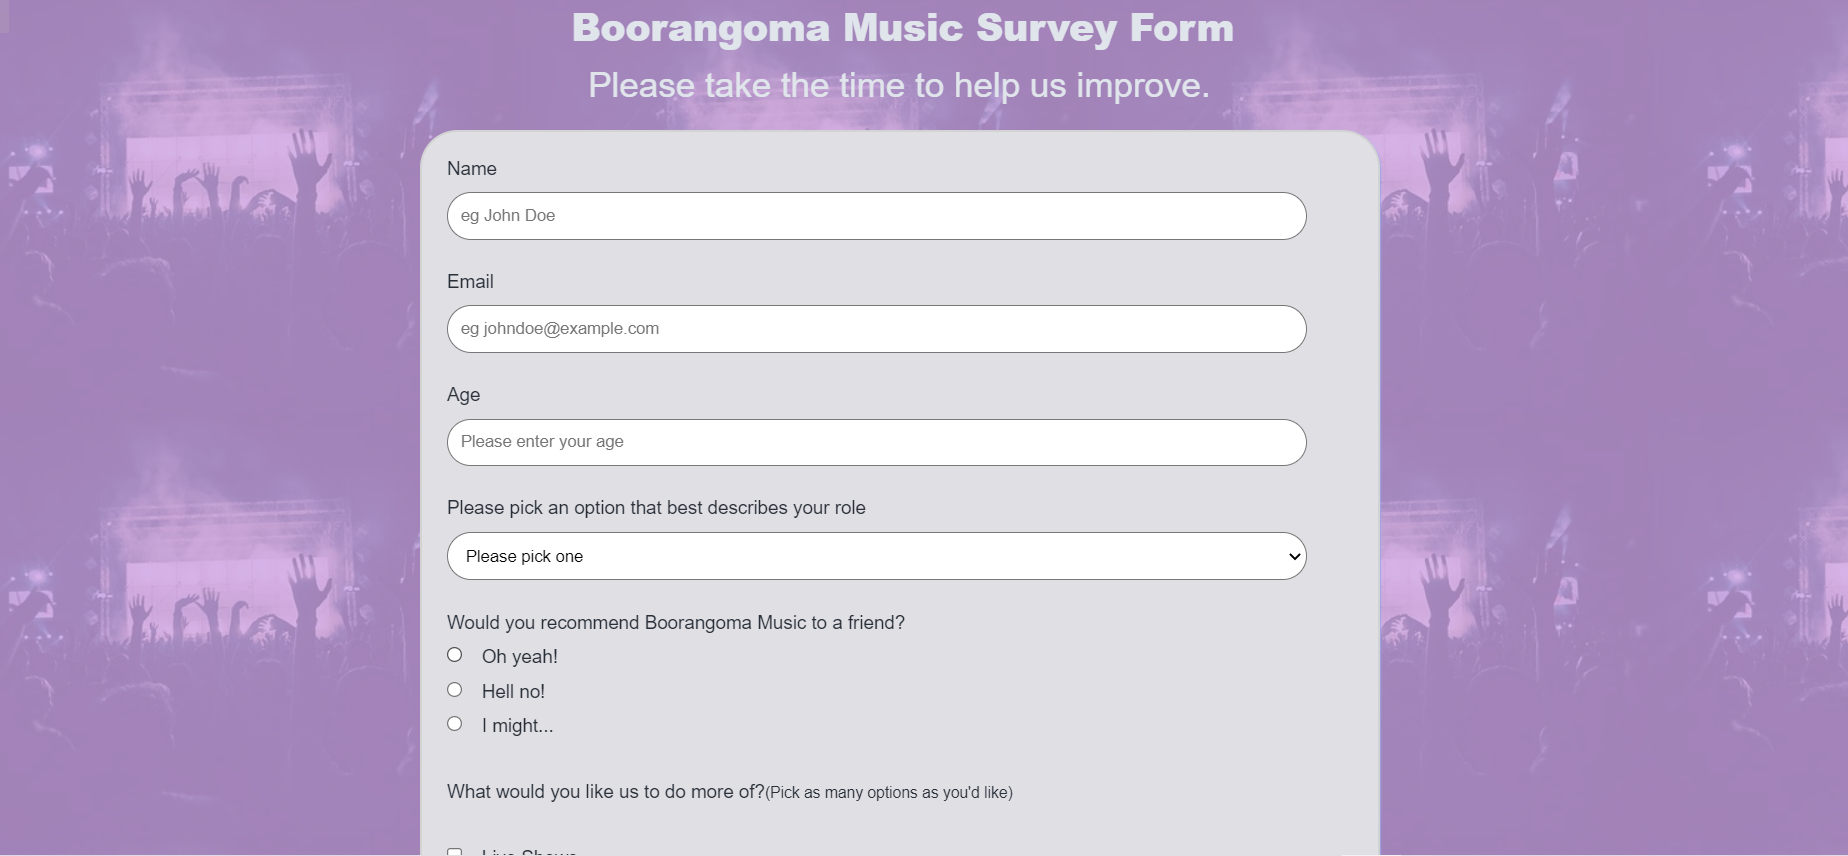 Boorangoma Music Survey Form
Please take the time to help us improve.
Name
eg John Doe
Email
eg johndoe@example.com
Age
Please enter your age
Please pick an option that best describes your role
Please pick one
Would you recommend Boorangoma Music to a friend?
Oh yeah!
Hell no!
I might...
What would you like us to do more of?(Pick as many options as you'd like)
Live Shows